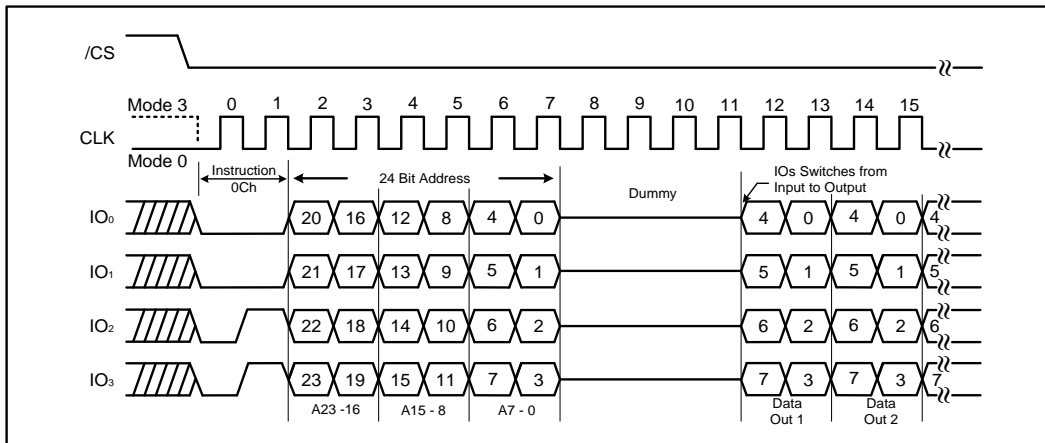 /CS
Mode 3 0 1 2 3 4 5 6 7 8 9 10 11 12 13 14 15
CLK
Mode 0
Instruction
0Ch
24 Bit Address
Dummy
IOs Switches from
Input to Output
IO₀ 20 16 12 8 4 0 4 0 4 0 4
IO₁ 21 17 13 9 5 1 5 1 5 1 5
IO₂ 22 18 14 10 6 2 6 2 6 2 6
IO₃ 23 19 15 11 7 3 7 3 7 3 7
A23 -16 A15 - 8 A7 - 0
Data
Out 1
Data
Out 2